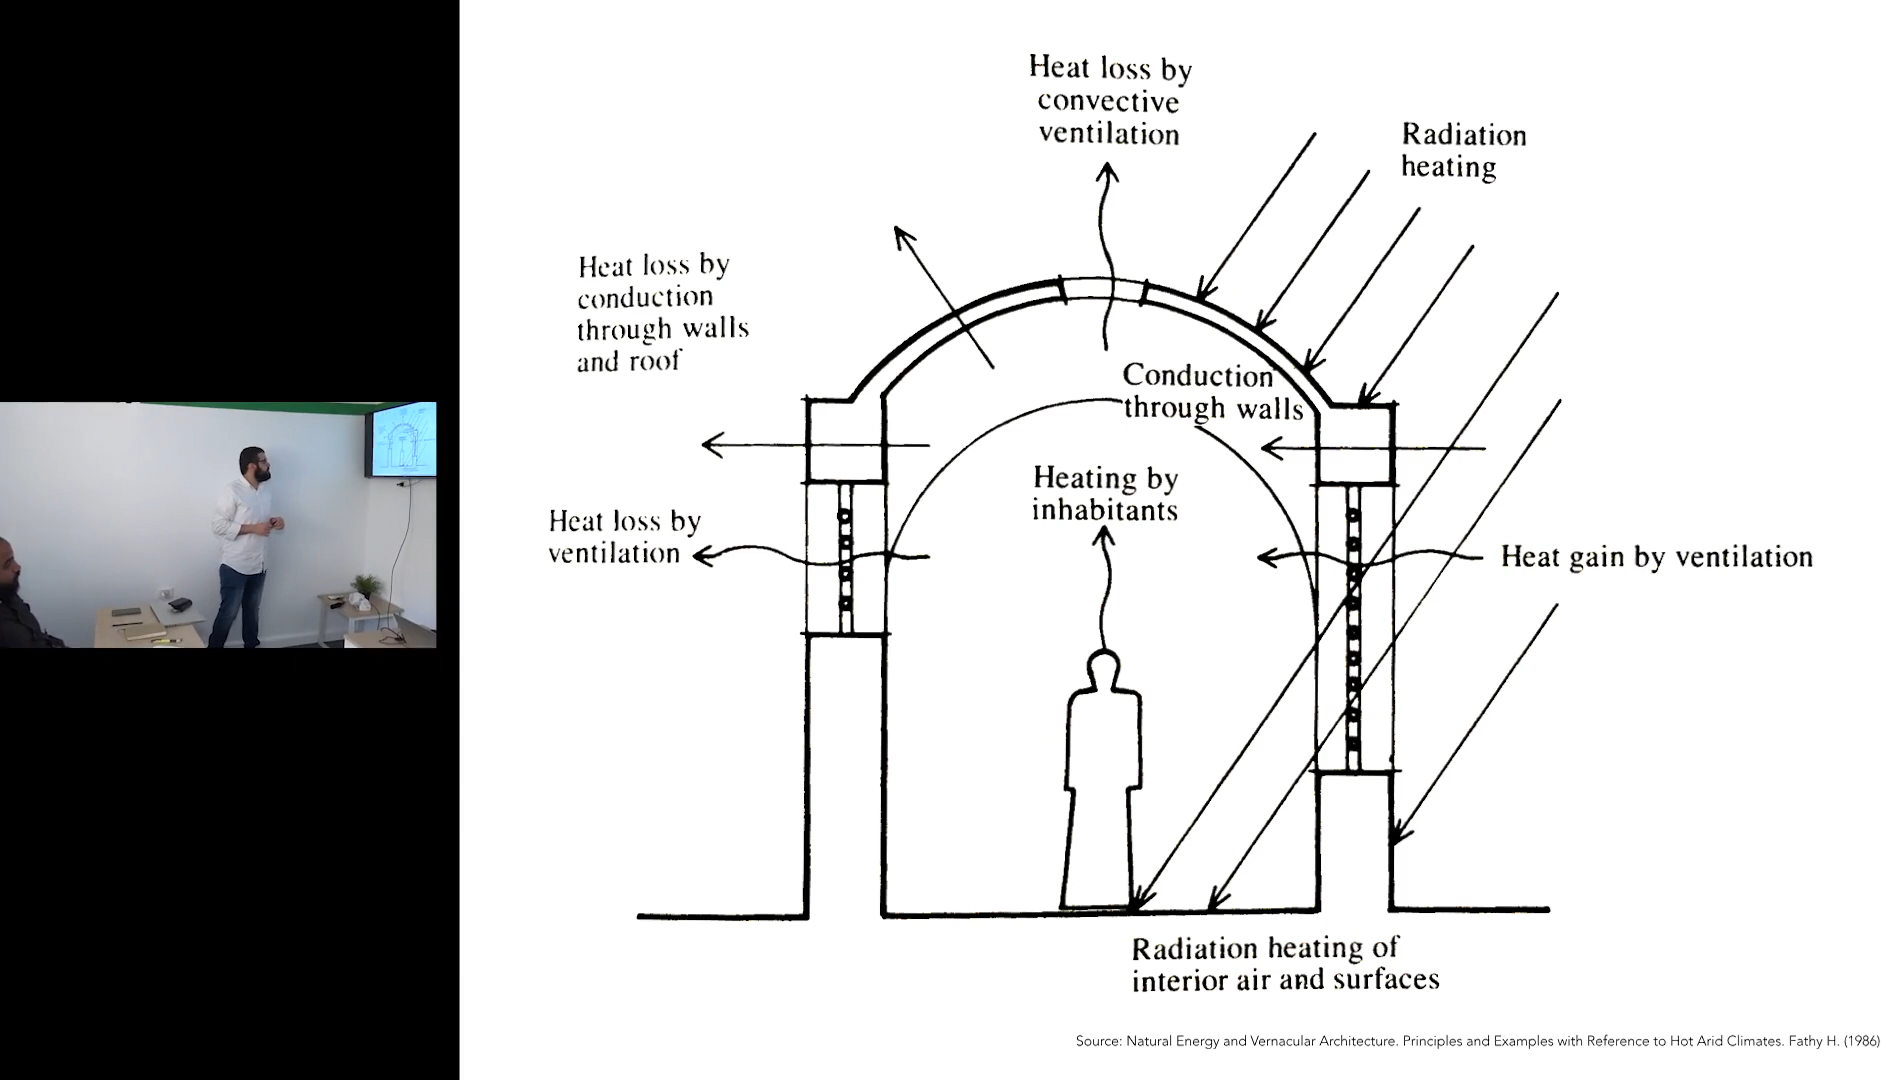 Heat loss by
convective
ventilation
Radiation
heating
Heat loss by
conduction
through walls
and roof
Conduction
through walls
Heating by
inhabitants
Heat loss by
ventilation
Heat gain by ventilation
Radiation heating of
interior air and surfaces
Source: Natural Energy and Vernacular Architecture. Principles and Examples with Reference to Hot Arid Climates. Fathy H. (1986)